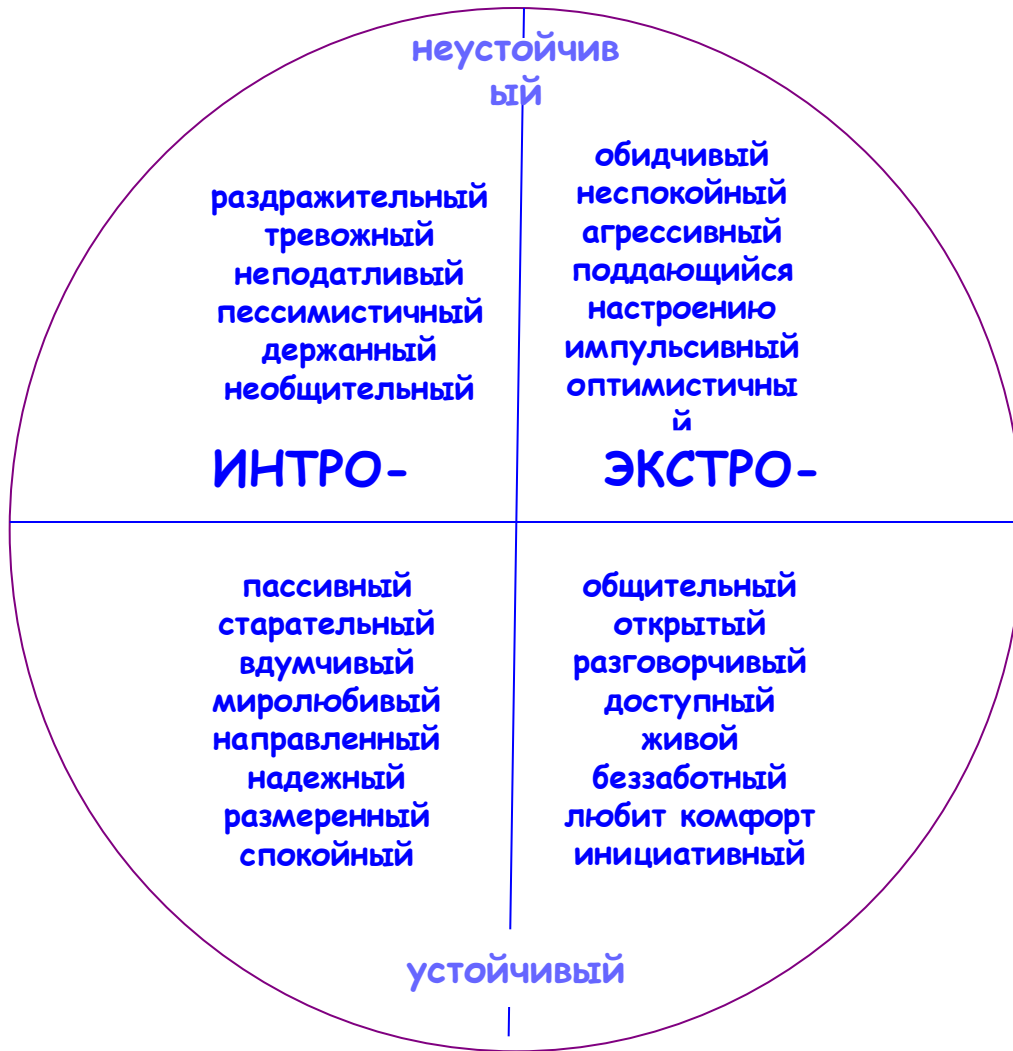 неустойчив
ый
раздражительный
тревожный
неподатливый
пессимистичный
держанный
необщительный
обидчивый
неспокойный
агрессивный
поддающийся
настроению
импульсивный
оптимистичны
й
ИНТРО-
ЭКСТРО-
пассивный
старательный
вдумчивый
миролюбивый
направленный
надежный
размеренный
спокойный
общительный
открытый
разговорчивый
доступный
живой
беззаботный
любит комфорт
инициативный
устойчивый